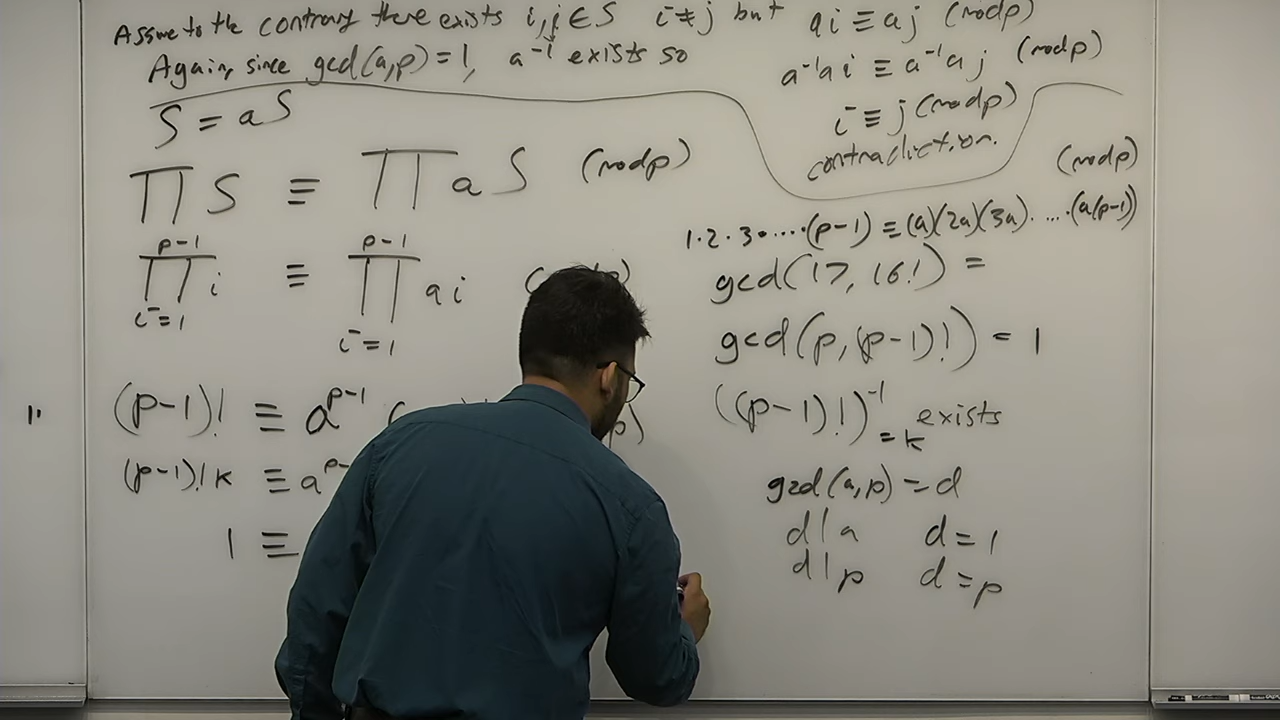 Assume to the contrary there exists i,j ∈ S i ≠ j but ai ≡ aj (mod p)
Again, since gcd(a,p) = 1, a⁻¹ exists so
a⁻¹ai ≡ a⁻¹aj (mod p)
i ≡ j (mod p)
contradiction.
S = aS
∏ S ≡ ∏ aS (mod p)
p-1 p-1
∏ i ≡ ∏ ai
i=1 i=1
(p-1)! ≡ a^(p-1) ( p)
(p-1)! k ≡ a^(p-
1 ≡
(mod p)
1·2·3·····(p-1) ≡ (a)(2a)(3a)·....·(a(p-1))
gcd(17, 16!) =
gcd(p, (p-1)!) = 1
((p-1)!)⁻¹ = k exists
gcd(a,p) = d
d|a d = 1
d|p d = p
11